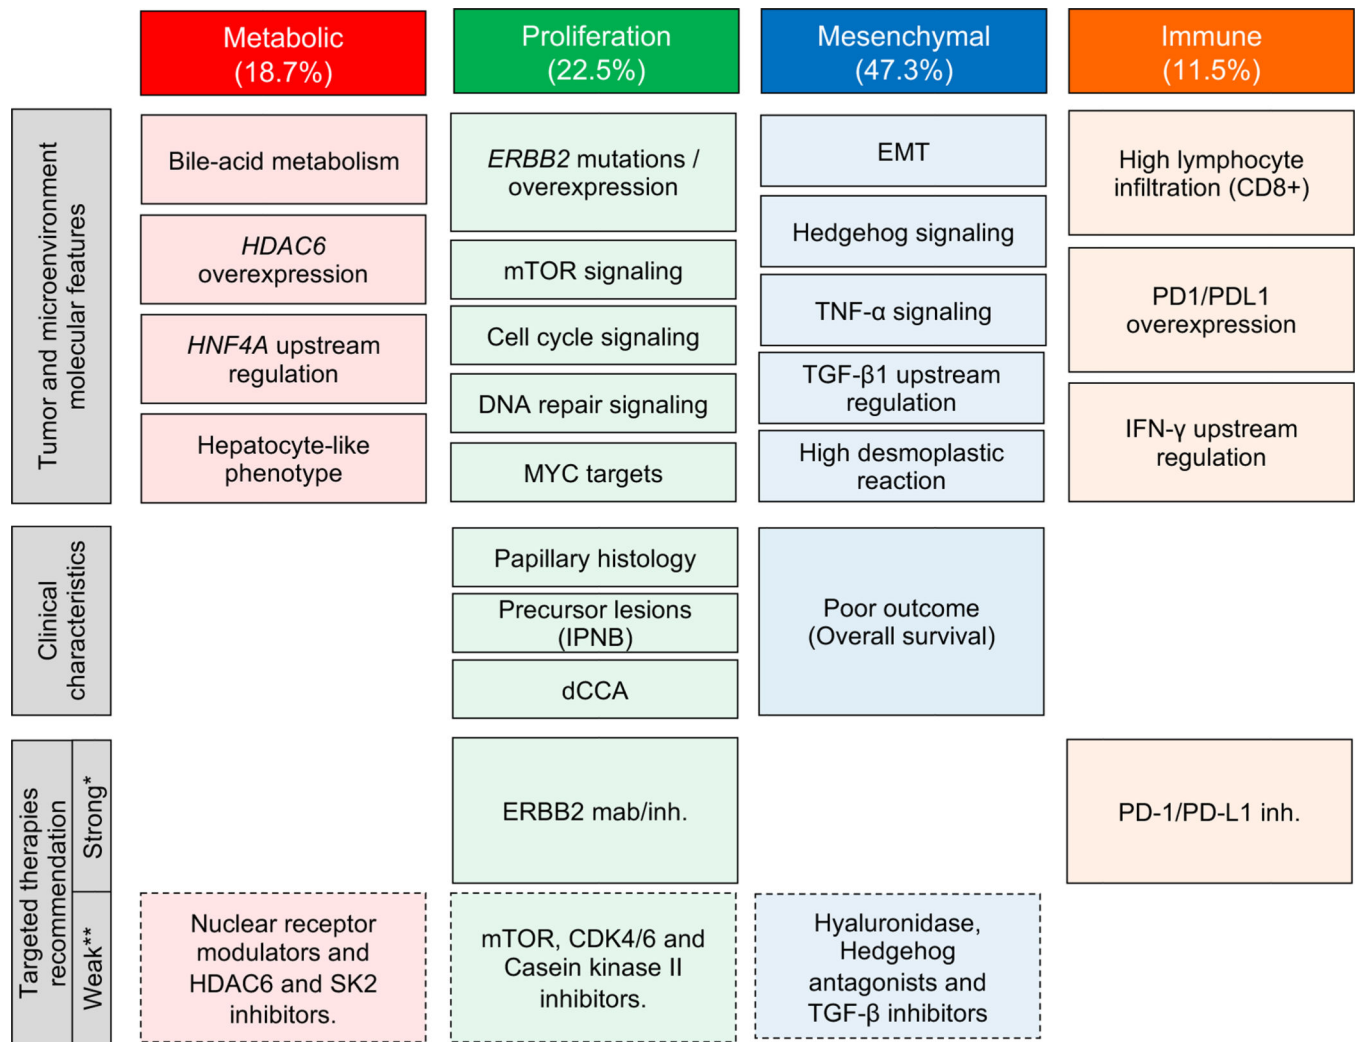 Metabolic
(18.7%)
Proliferation
(22.5%)
Mesenchymal
(47.3%)
Immune
(11.5%)
Tumor and microenvironment
molecular features
Bile-acid metabolism
HDAC6
overexpression
HNF4A upstream
regulation
Hepatocyte-like
phenotype
ERBB2 mutations /
overexpression
mTOR signaling
Cell cycle signaling
DNA repair signaling
MYC targets
EMT
Hedgehog signaling
TNF-α signaling
TGF-β1 upstream
regulation
High desmoplastic
reaction
High lymphocyte
infiltration (CD8+)
PD1/PDL1
overexpression
IFN-γ upstream
regulation
Clinical
characteristics
Papillary histology
Precursor lesions
(IPNB)
dCCA
Poor outcome
(Overall survival)
Targeted therapies
recommendation
Strong*
ERBB2 mab/inh.
PD-1/PD-L1 inh.
Weak**
Nuclear receptor
modulators and
HDAC6 and SK2
inhibitors.
mTOR, CDK4/6 and
Casein kinase II
inhibitors.
Hyaluronidase,
Hedgehog
antagonists and
TGF-β inhibitors